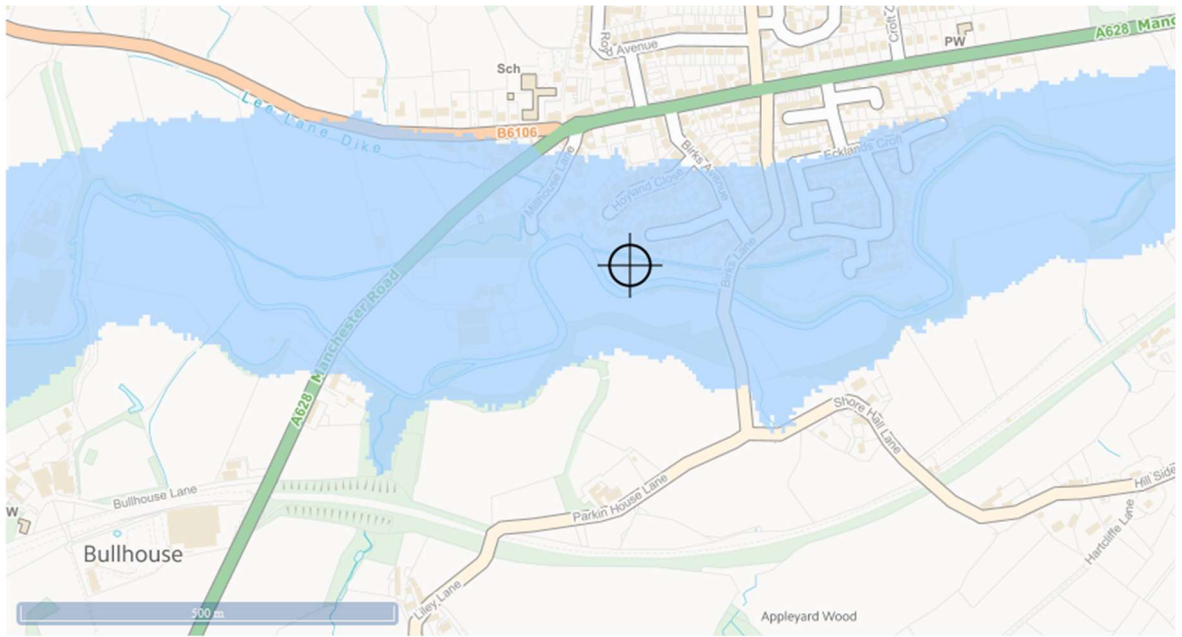 Roy
Avenue
Croft
PW
A628 Manc
Sch
Lee Lane Dike
B6106
Millhouse Lane
Birks Avenue
Ecklands Croft
Hoyland Close
Birks Lane
A628 Manchester Road
Shore Hall Lane
Bullhouse Lane
Parkin House Lane
Hill Side
Hartcliffe Lane
W
Bullhouse
Liley Lane
500 m
Appleyard Wood